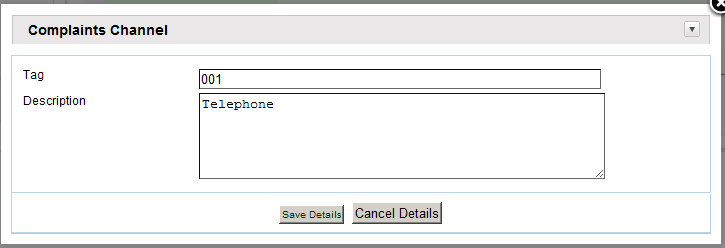 Complaints Channel
Tag
001
Description
Telephone
Save Details
Cancel Details